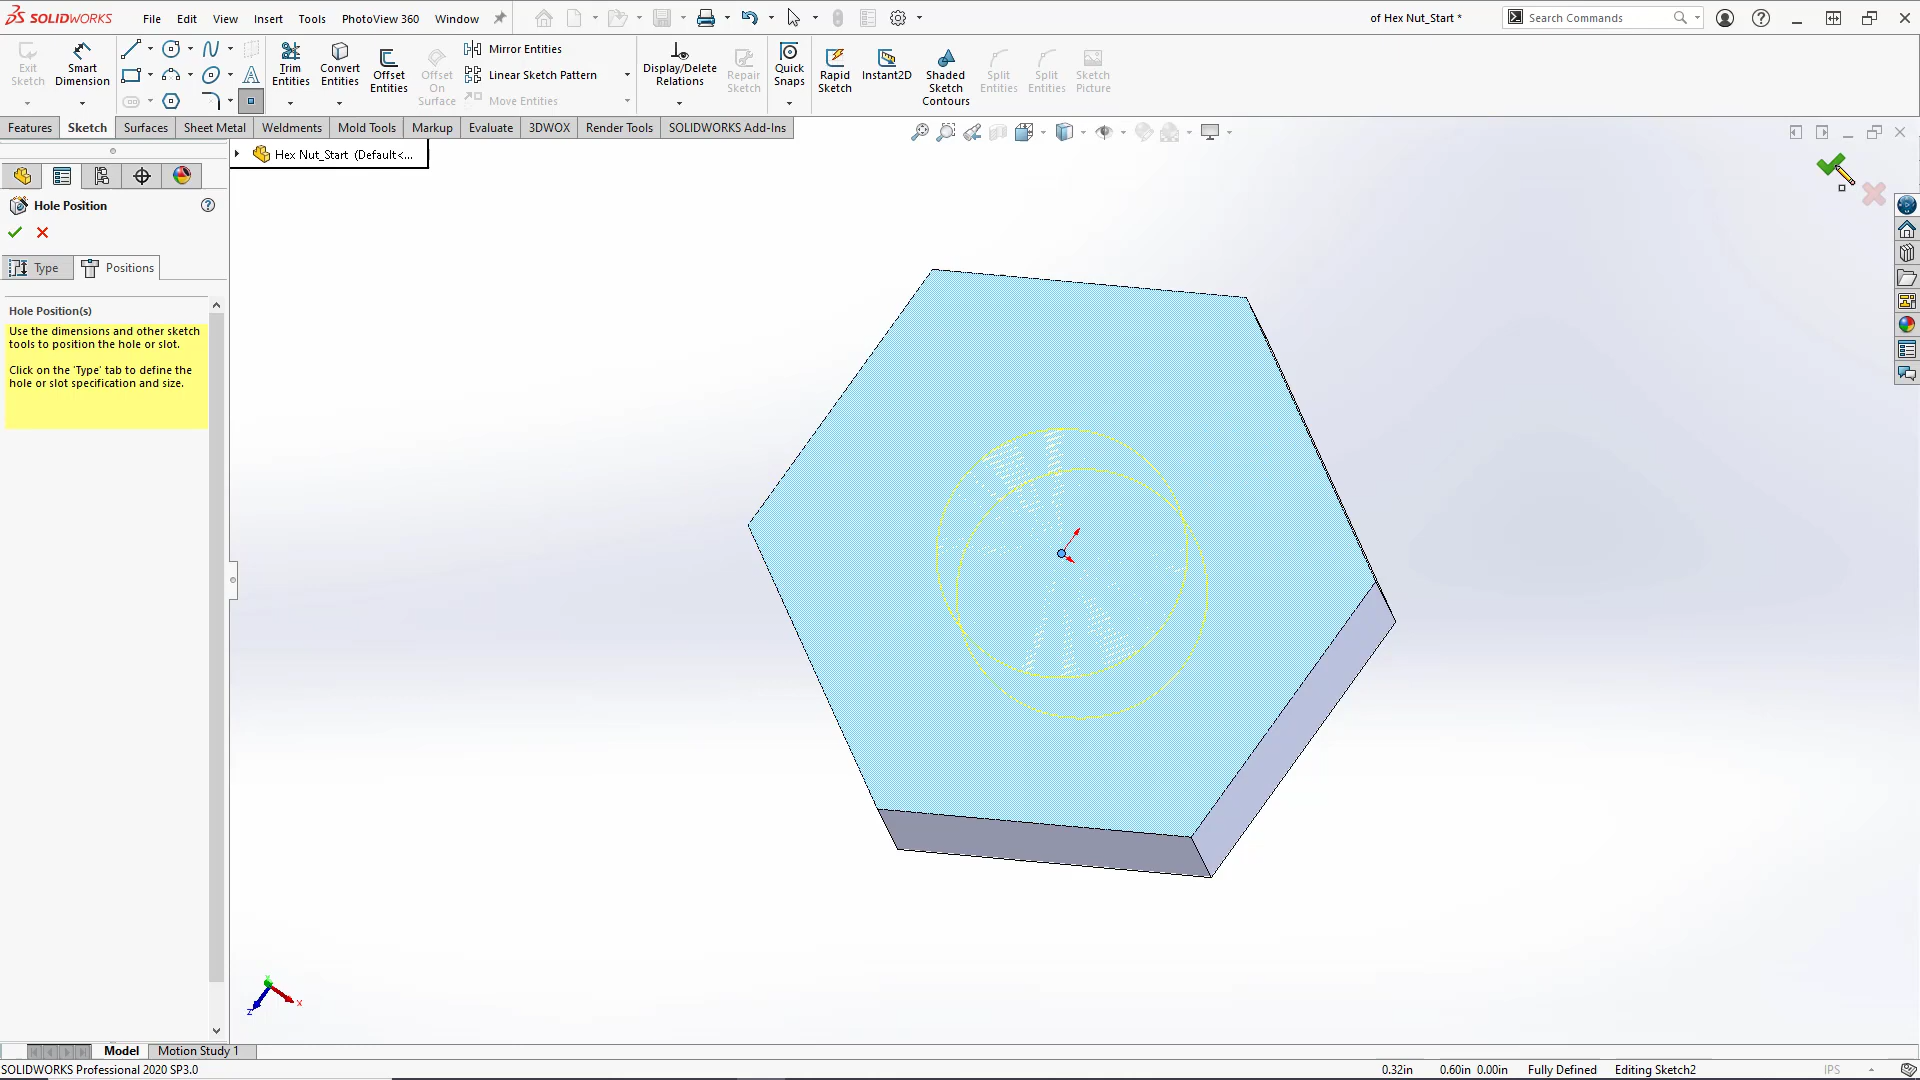 SOLIDWORKS File Edit View Insert Tools PhotoView 360 Window of Hex Nut_Start * Search Commands
Exit Sketch
Smart Dimension
Trim Entities
Convert Entities
Offset Entities
Offset On Surface
Mirror Entities
Linear Sketch Pattern
Move Entities
Display/Delete Relations
Repair Sketch
Quick Snaps
Rapid Sketch
Instant2D
Shaded Sketch Contours
Split Entities
Split Entities
Sketch Picture
Features Sketch Surfaces Sheet Metal Weldments Mold Tools Markup Evaluate 3DWOX Render Tools SOLIDWORKS Add-Ins
Hex Nut_Start (Default<...
Hole Position
Type Positions
Hole Position(s)
Use the dimensions and other sketch
tools to position the hole or slot.
Click on the 'Type' tab to define the
hole or slot specification and size.
Y
X
Z
Model Motion Study 1
SOLIDWORKS Professional 2020 SP3.0 0.32in 0.60in 0.00in Fully Defined Editing Sketch2 IPS